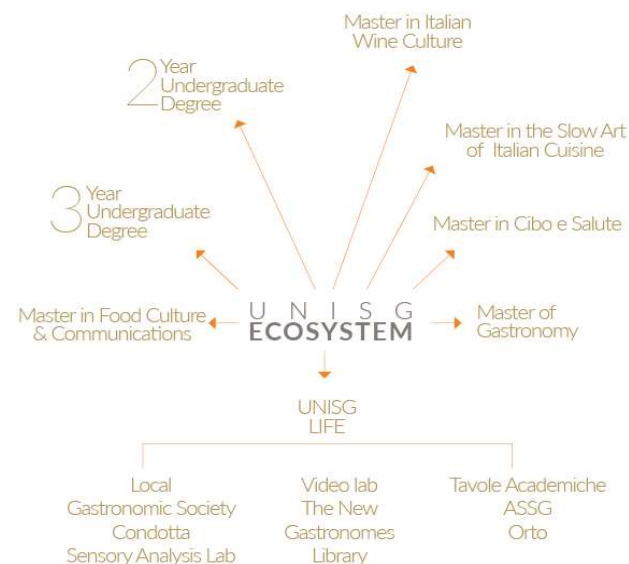 Master in Italian
Wine Culture
2 Year
Undergraduate
Degree
Master in the Slow Art
of Italian Cuisine
3 Year
Undergraduate
Degree
Master in Cibo e Salute
Master in Food Culture
& Communications
UNISG
ECOSYSTEM
Master of
Gastronomy
UNISG
LIFE
Local
Gastronomic Society
Condotta
Sensory Analysis Lab
Video lab
The New
Gastronomes
Library
Tavole Academiche
ASSG
Orto